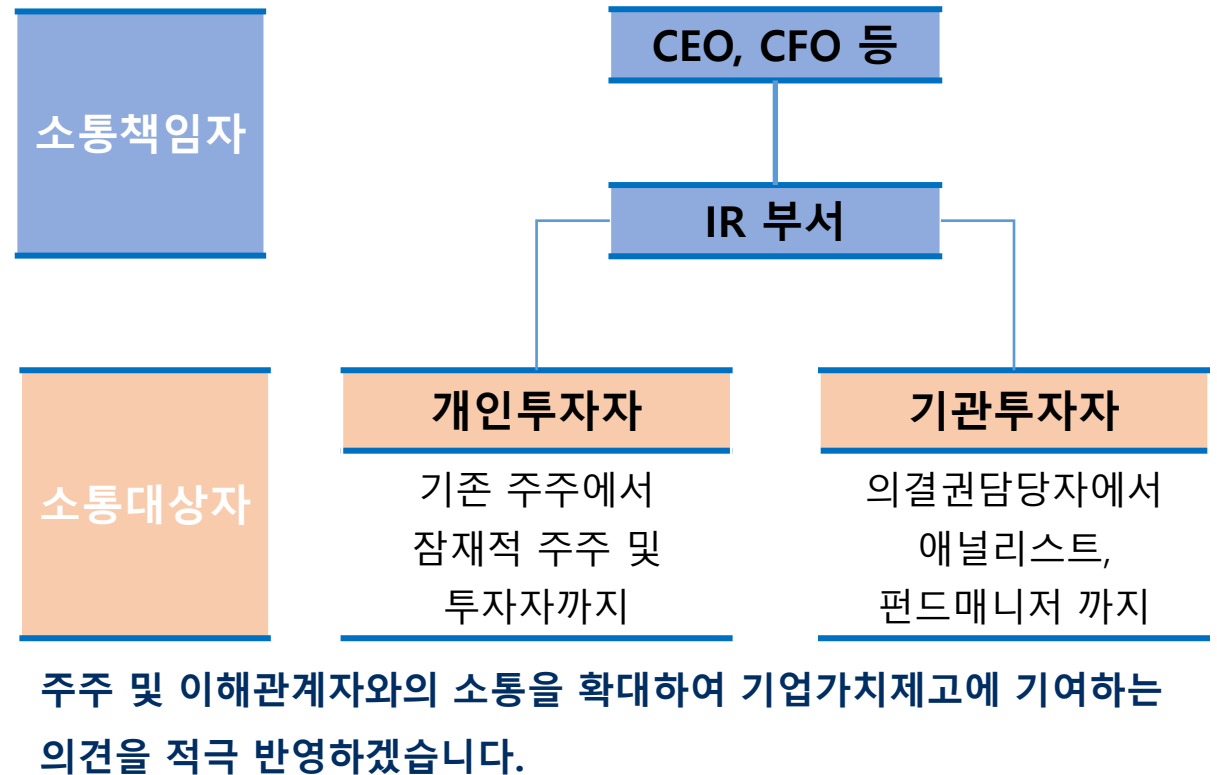 소통책임자
CEO, CFO 등
IR 부서
소통대상자
개인투자자
기존 주주에서
잠재적 주주 및
투자자까지
기관투자자
의결권담당자에서
애널리스트,
펀드매니저 까지
주주 및 이해관계자와의 소통을 확대하여 기업가치제고에 기여하는
의견을 적극 반영하겠습니다.